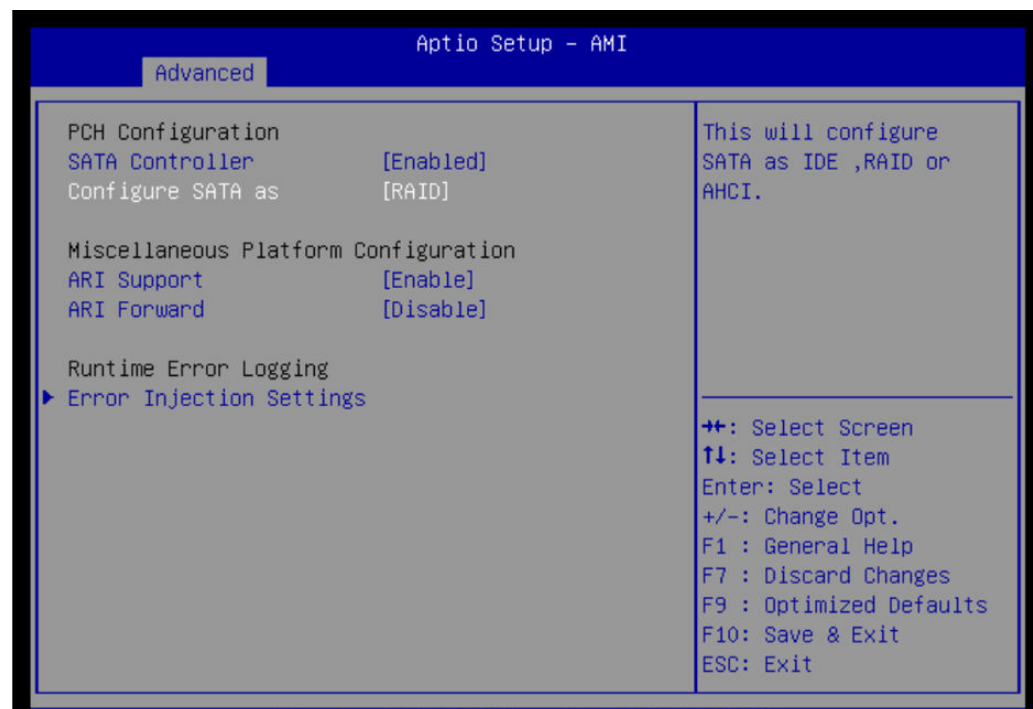 Aptio Setup – AMI
Advanced
PCH Configuration
SATA Controller [Enabled]
Configure SATA as [RAID]
Miscellaneous Platform Configuration
ARI Support [Enable]
ARI Forward [Disable]
Runtime Error Logging
▶ Error Injection Settings
This will configure
SATA as IDE ,RAID or
AHCI.
→←: Select Screen
↑↓: Select Item
Enter: Select
+/-: Change Opt.
F1 : General Help
F7 : Discard Changes
F9 : Optimized Defaults
F10: Save & Exit
ESC: Exit